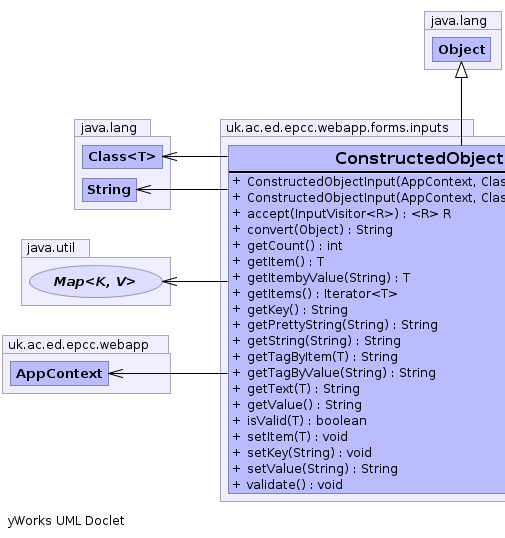 java.lang
Object
java.lang
Class<T>
String
java.util
Map<K, V>
uk.ac.ed.epcc.webapp
AppContext
uk.ac.ed.epcc.webapp.forms.inputs
ConstructedObject
+ ConstructedObjectInput(AppContext, Clas
+ ConstructedObjectInput(AppContext, Clas
+ accept(InputVisitor<R>) : <R> R
+ convert(Object) : String
+ getCount() : int
+ getItem() : T
+ getItembyValue(String) : T
+ getItems() : Iterator<T>
+ getKey() : String
+ getPrettyString(String) : String
+ getString(String) : String
+ getTagByItem(T) : String
+ getTagByValue(String) : String
+ getText(T) : String
+ getValue() : String
+ isValid(T) : boolean
+ setItem(T) : void
+ setKey(String) : void
+ setValue(String) : String
+ validate() : void
yWorks UML Doclet